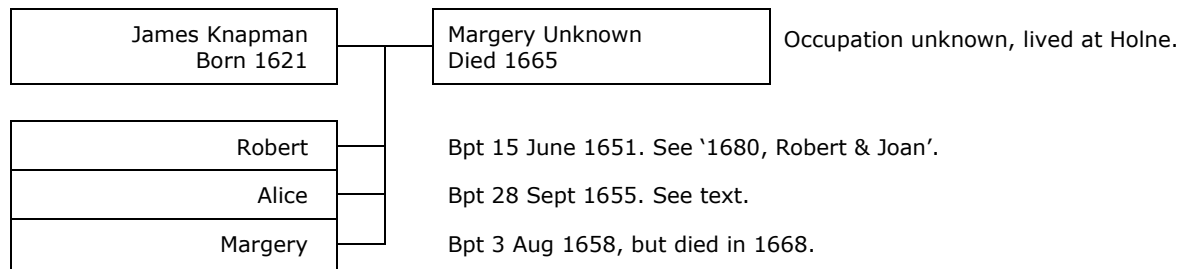 James Knapman
Born 1621
Margery Unknown
Died 1665
Occupation unknown, lived at Holne.
Robert
Bpt 15 June 1651. See ‘1680, Robert & Joan’.
Alice
Bpt 28 Sept 1655. See text.
Margery
Bpt 3 Aug 1658, but died in 1668.